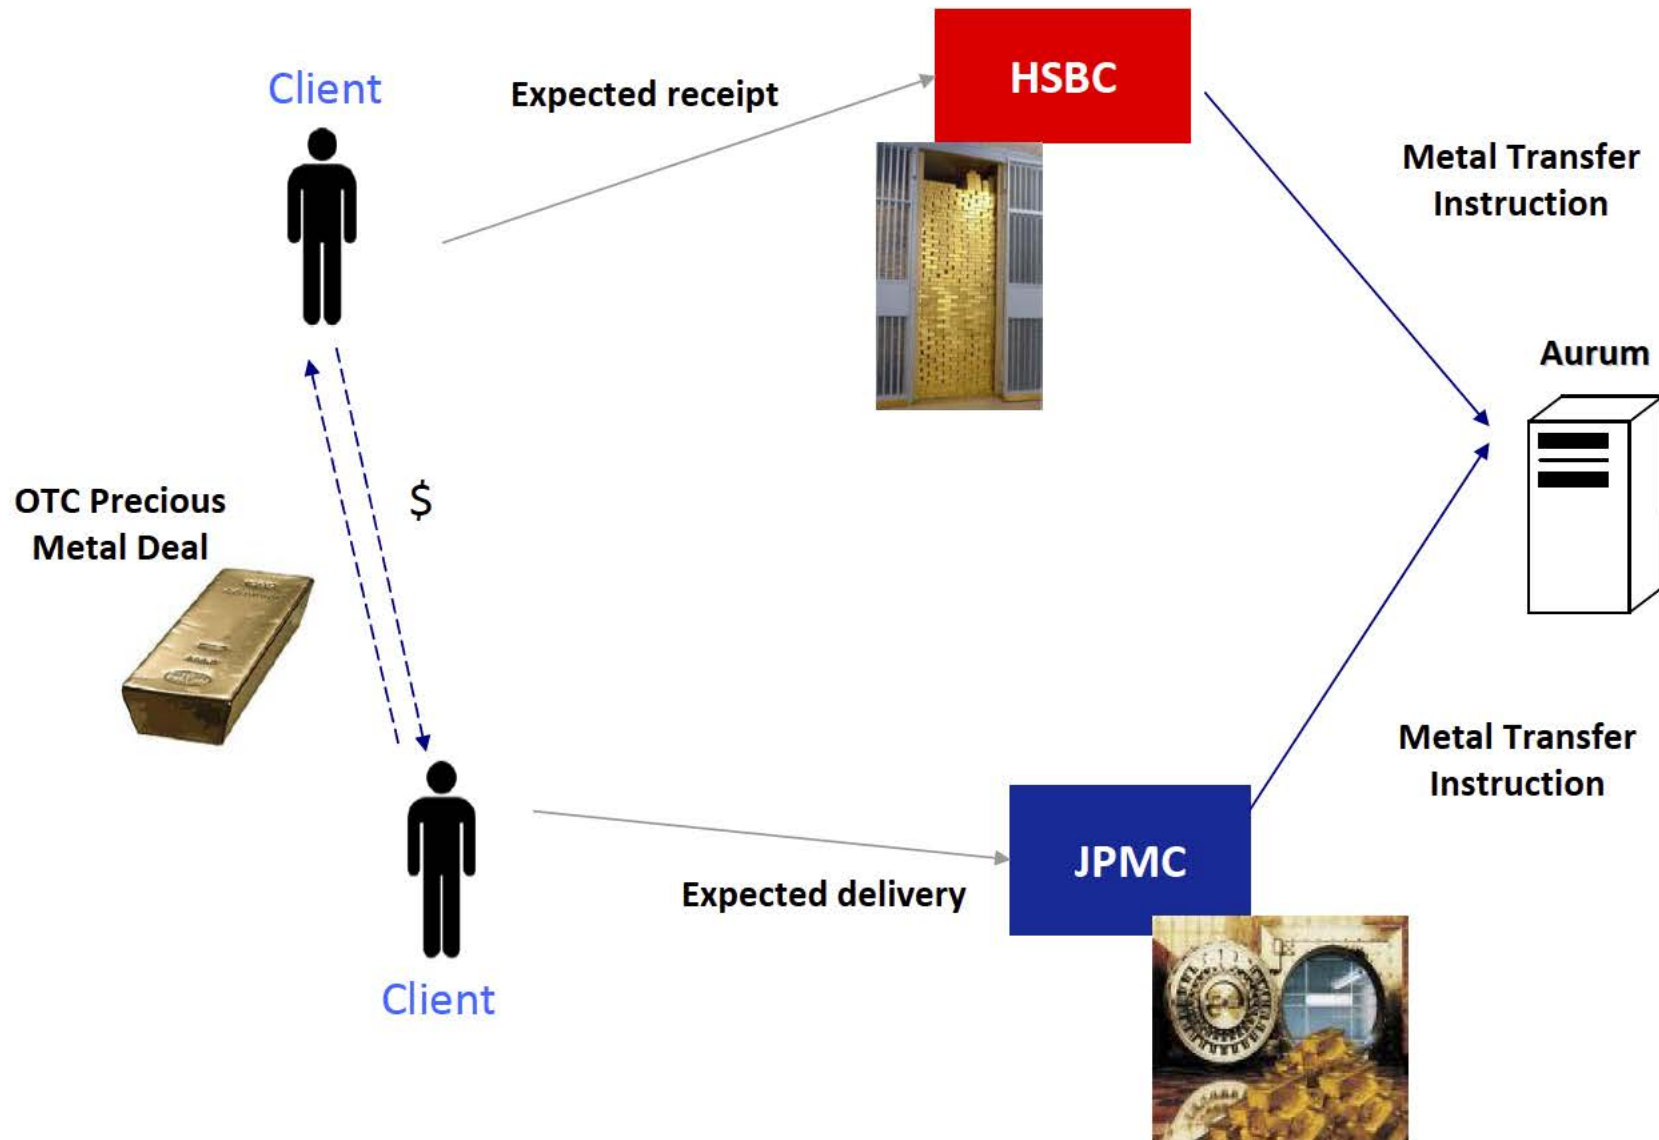 Client
Expected receipt
HSBC
Metal Transfer
Instruction
Aurum
OTC Precious
Metal Deal
$
Metal Transfer
Instruction
JPMC
Expected delivery
Client